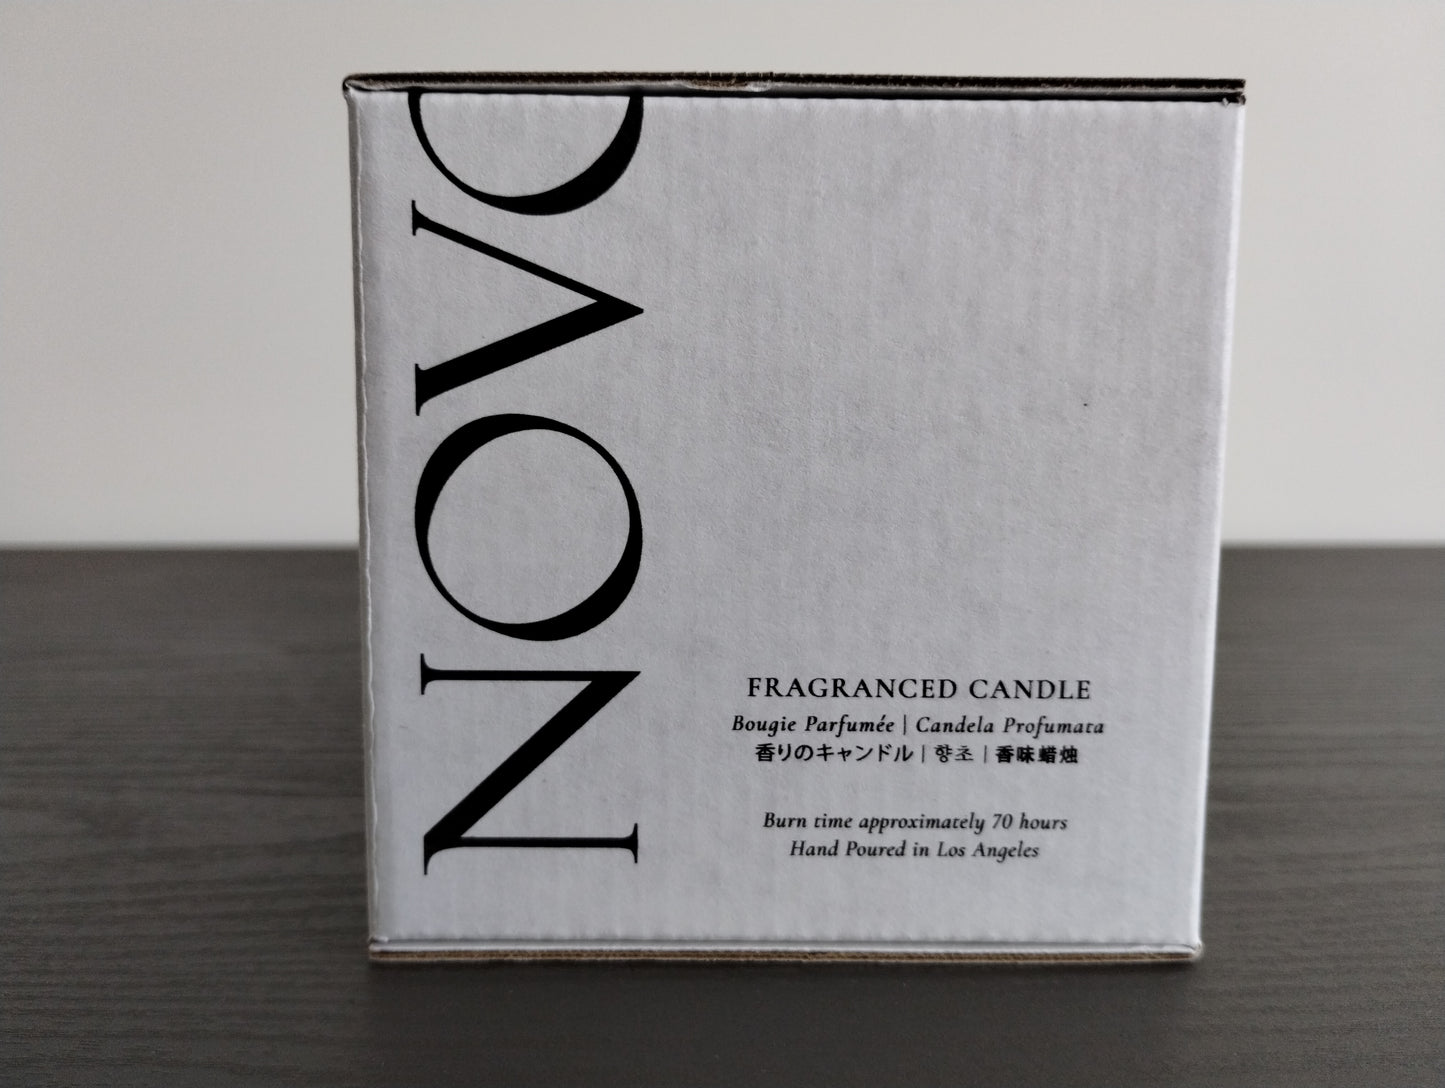 NOVO
FRAGRANCED CANDLE
Bougie Parfumée | Candela Profumata
香りのキャンドル | 향초 | 香味蜡烛
Burn time approximately 70 hours
Hand Poured in Los Angeles